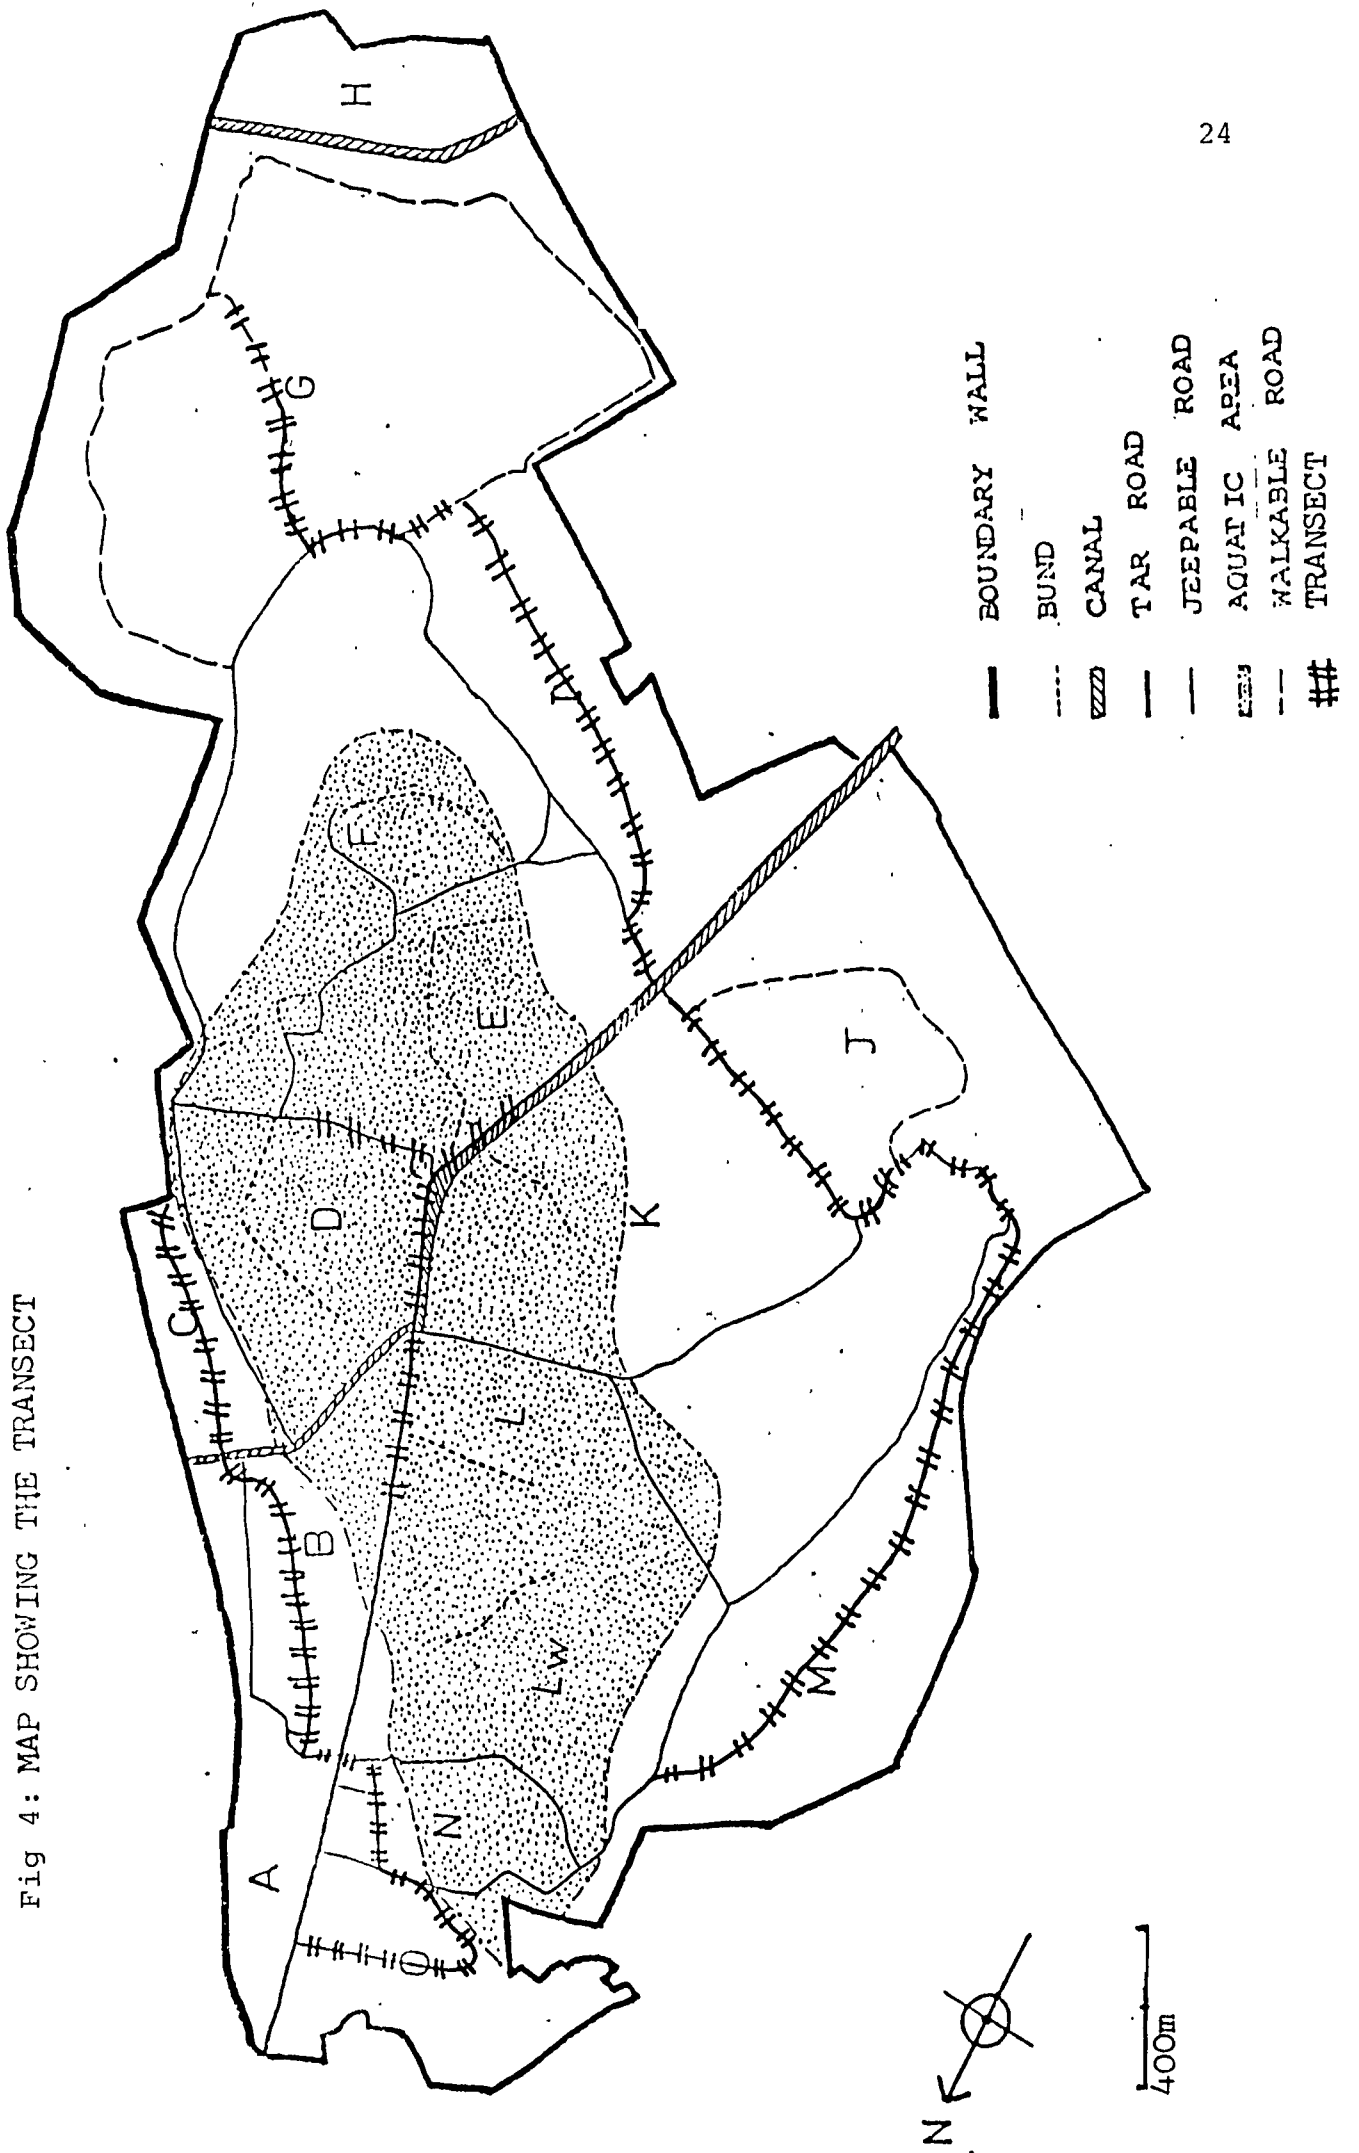 Fig 4: MAP SHOWING THE TRANSECT
24
A
B
C
D
E
F
G
H
J
K
L
Lw
M
N
O
BOUNDARY WALL
BUND
CANAL
TAR ROAD
JEEPABLE ROAD
AQUATIC AREA
WALKABLE ROAD
TRANSECT
N
400m